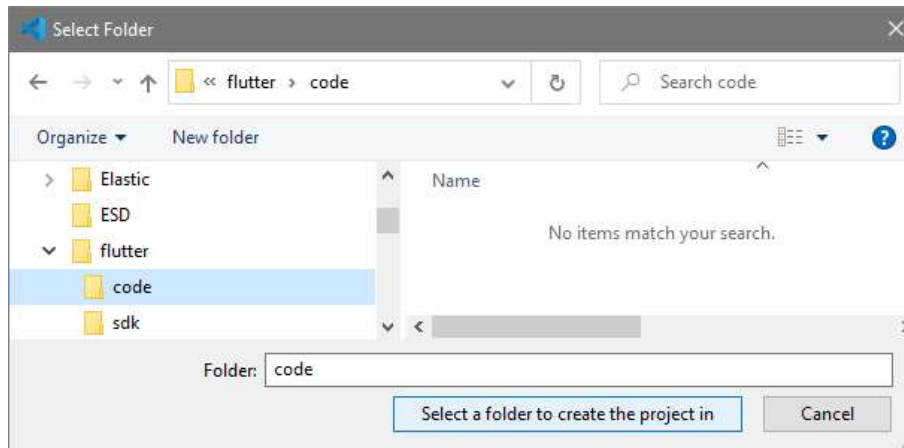 Select Folder
« flutter › code
Search code
Organize
New folder
?
Elastic
Name
ESD
No items match your search.
flutter
code
sdk
Folder: code
Select a folder to create the project in
Cancel